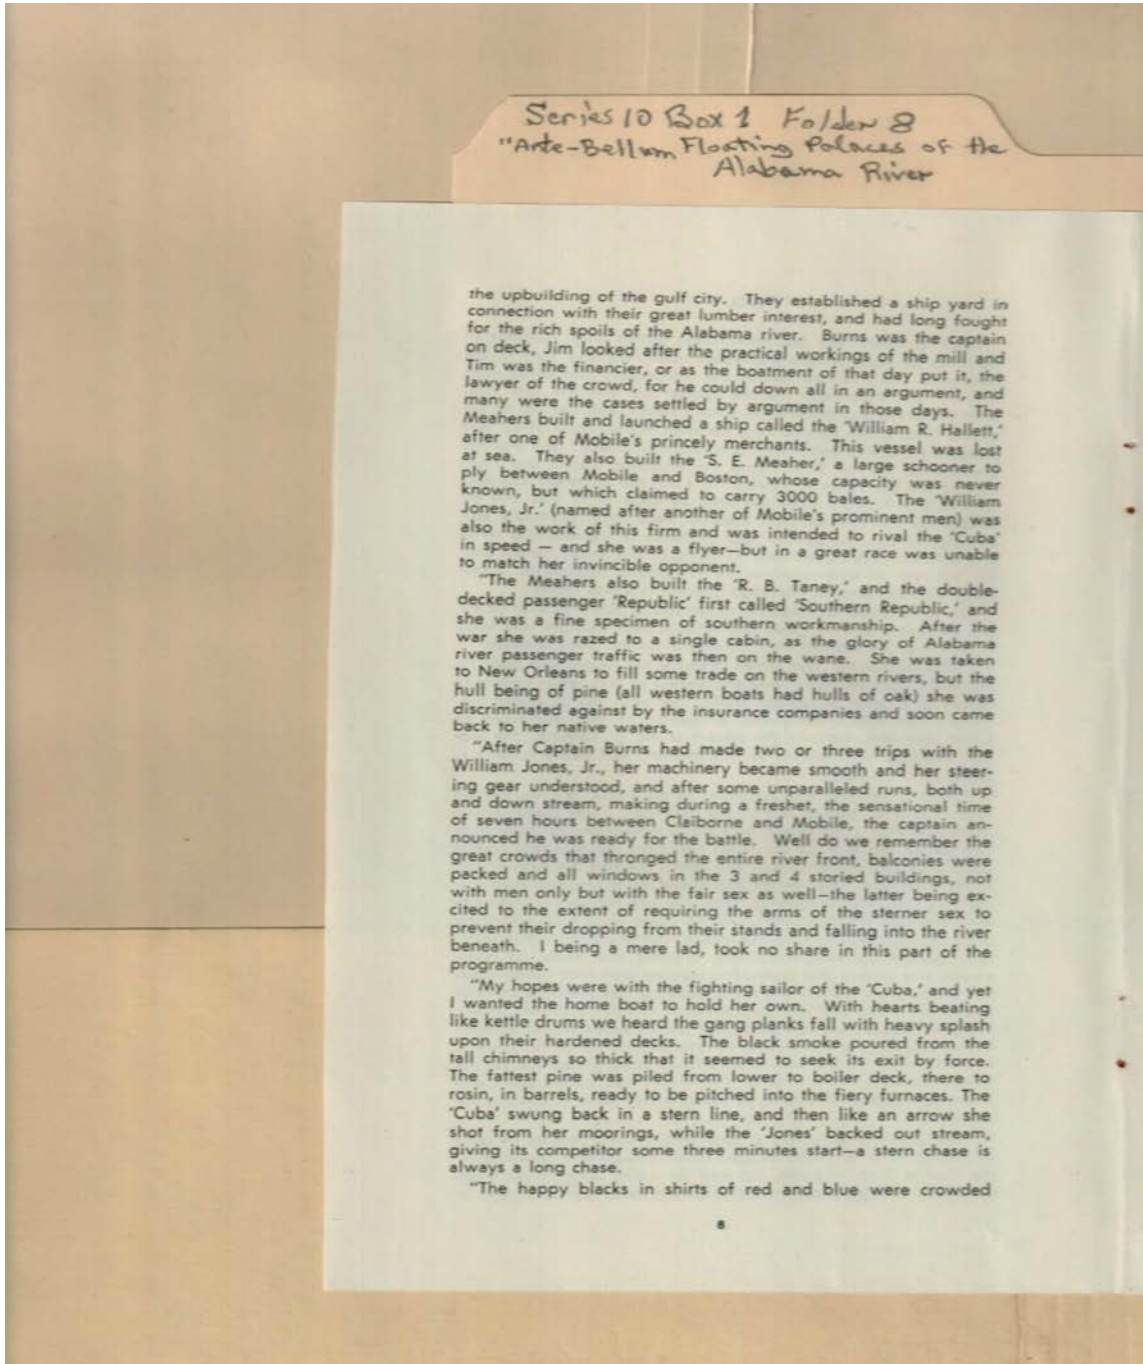 Series 10 Box 1 Folder 8
"Ante-Bellum Floating Palaces of the
Alabama River
the upbuilding of the gulf city. They established a ship yard in
connection with their great lumber interest, and had long fought
for the rich spoils of the Alabama river. Burns was the captain
on deck, Jim looked after the practical workings of the mill and
Tim was the financier, or as the boatment of that day put it, the
lawyer of the crowd, for he could down all in an argument, and
many were the cases settled by argument in those days. The
Meahers built and launched a ship called the 'William R. Hallett,'
after one of Mobile's princely merchants. This vessel was lost
at sea. They also built the 'S. E. Meaher,' a large schooner to
ply between Mobile and Boston, whose capacity was never
known, but which claimed to carry 3000 bales. The 'William
Jones, Jr.' (named after another of Mobile's prominent men) was
also the work of this firm and was intended to rival the 'Cuba'
in speed — and she was a flyer—but in a great race was unable
to match her invincible opponent.
"The Meahers also built the 'R. B. Taney,' and the double-
decked passenger 'Republic' first called 'Southern Republic,' and
she was a fine specimen of southern workmanship. After the
war she was razed to a single cabin, as the glory of Alabama
river passenger traffic was then on the wane. She was taken
to New Orleans to fill some trade on the western rivers, but the
hull being of pine (all western boats had hulls of oak) she was
discriminated against by the insurance companies and soon came
back to her native waters.
"After Captain Burns had made two or three trips with the
William Jones, Jr., her machinery became smooth and her steer-
ing gear understood, and after some unparalleled runs, both up
and down stream, making during a freshet, the sensational time
of seven hours between Claiborne and Mobile, the captain an-
nounced he was ready for the battle. Well do we remember the
great crowds that thronged the entire river front, balconies were
packed and all windows in the 3 and 4 storied buildings, not
with men only but with the fair sex as well—the latter being ex-
cited to the extent of requiring the arms of the sterner sex to
prevent their dropping from their stands and falling into the river
beneath. I being a mere lad, took no share in this part of the
programme.
"My hopes were with the fighting sailor of the 'Cuba,' and yet
I wanted the home boat to hold her own. With hearts beating
like kettle drums we heard the gang planks fall with heavy splash
upon their hardened decks. The black smoke poured from the
tall chimneys so thick that it seemed to seek its exit by force.
The fattest pine was piled from lower to boiler deck, there to
rosin, in barrels, ready to be pitched into the fiery furnaces. The
'Cuba' swung back in a stern line, and then like an arrow she
shot from her moorings, while the 'Jones' backed out stream,
giving its competitor some three minutes start—a stern chase is
always a long chase.
"The happy blacks in shirts of red and blue were crowded